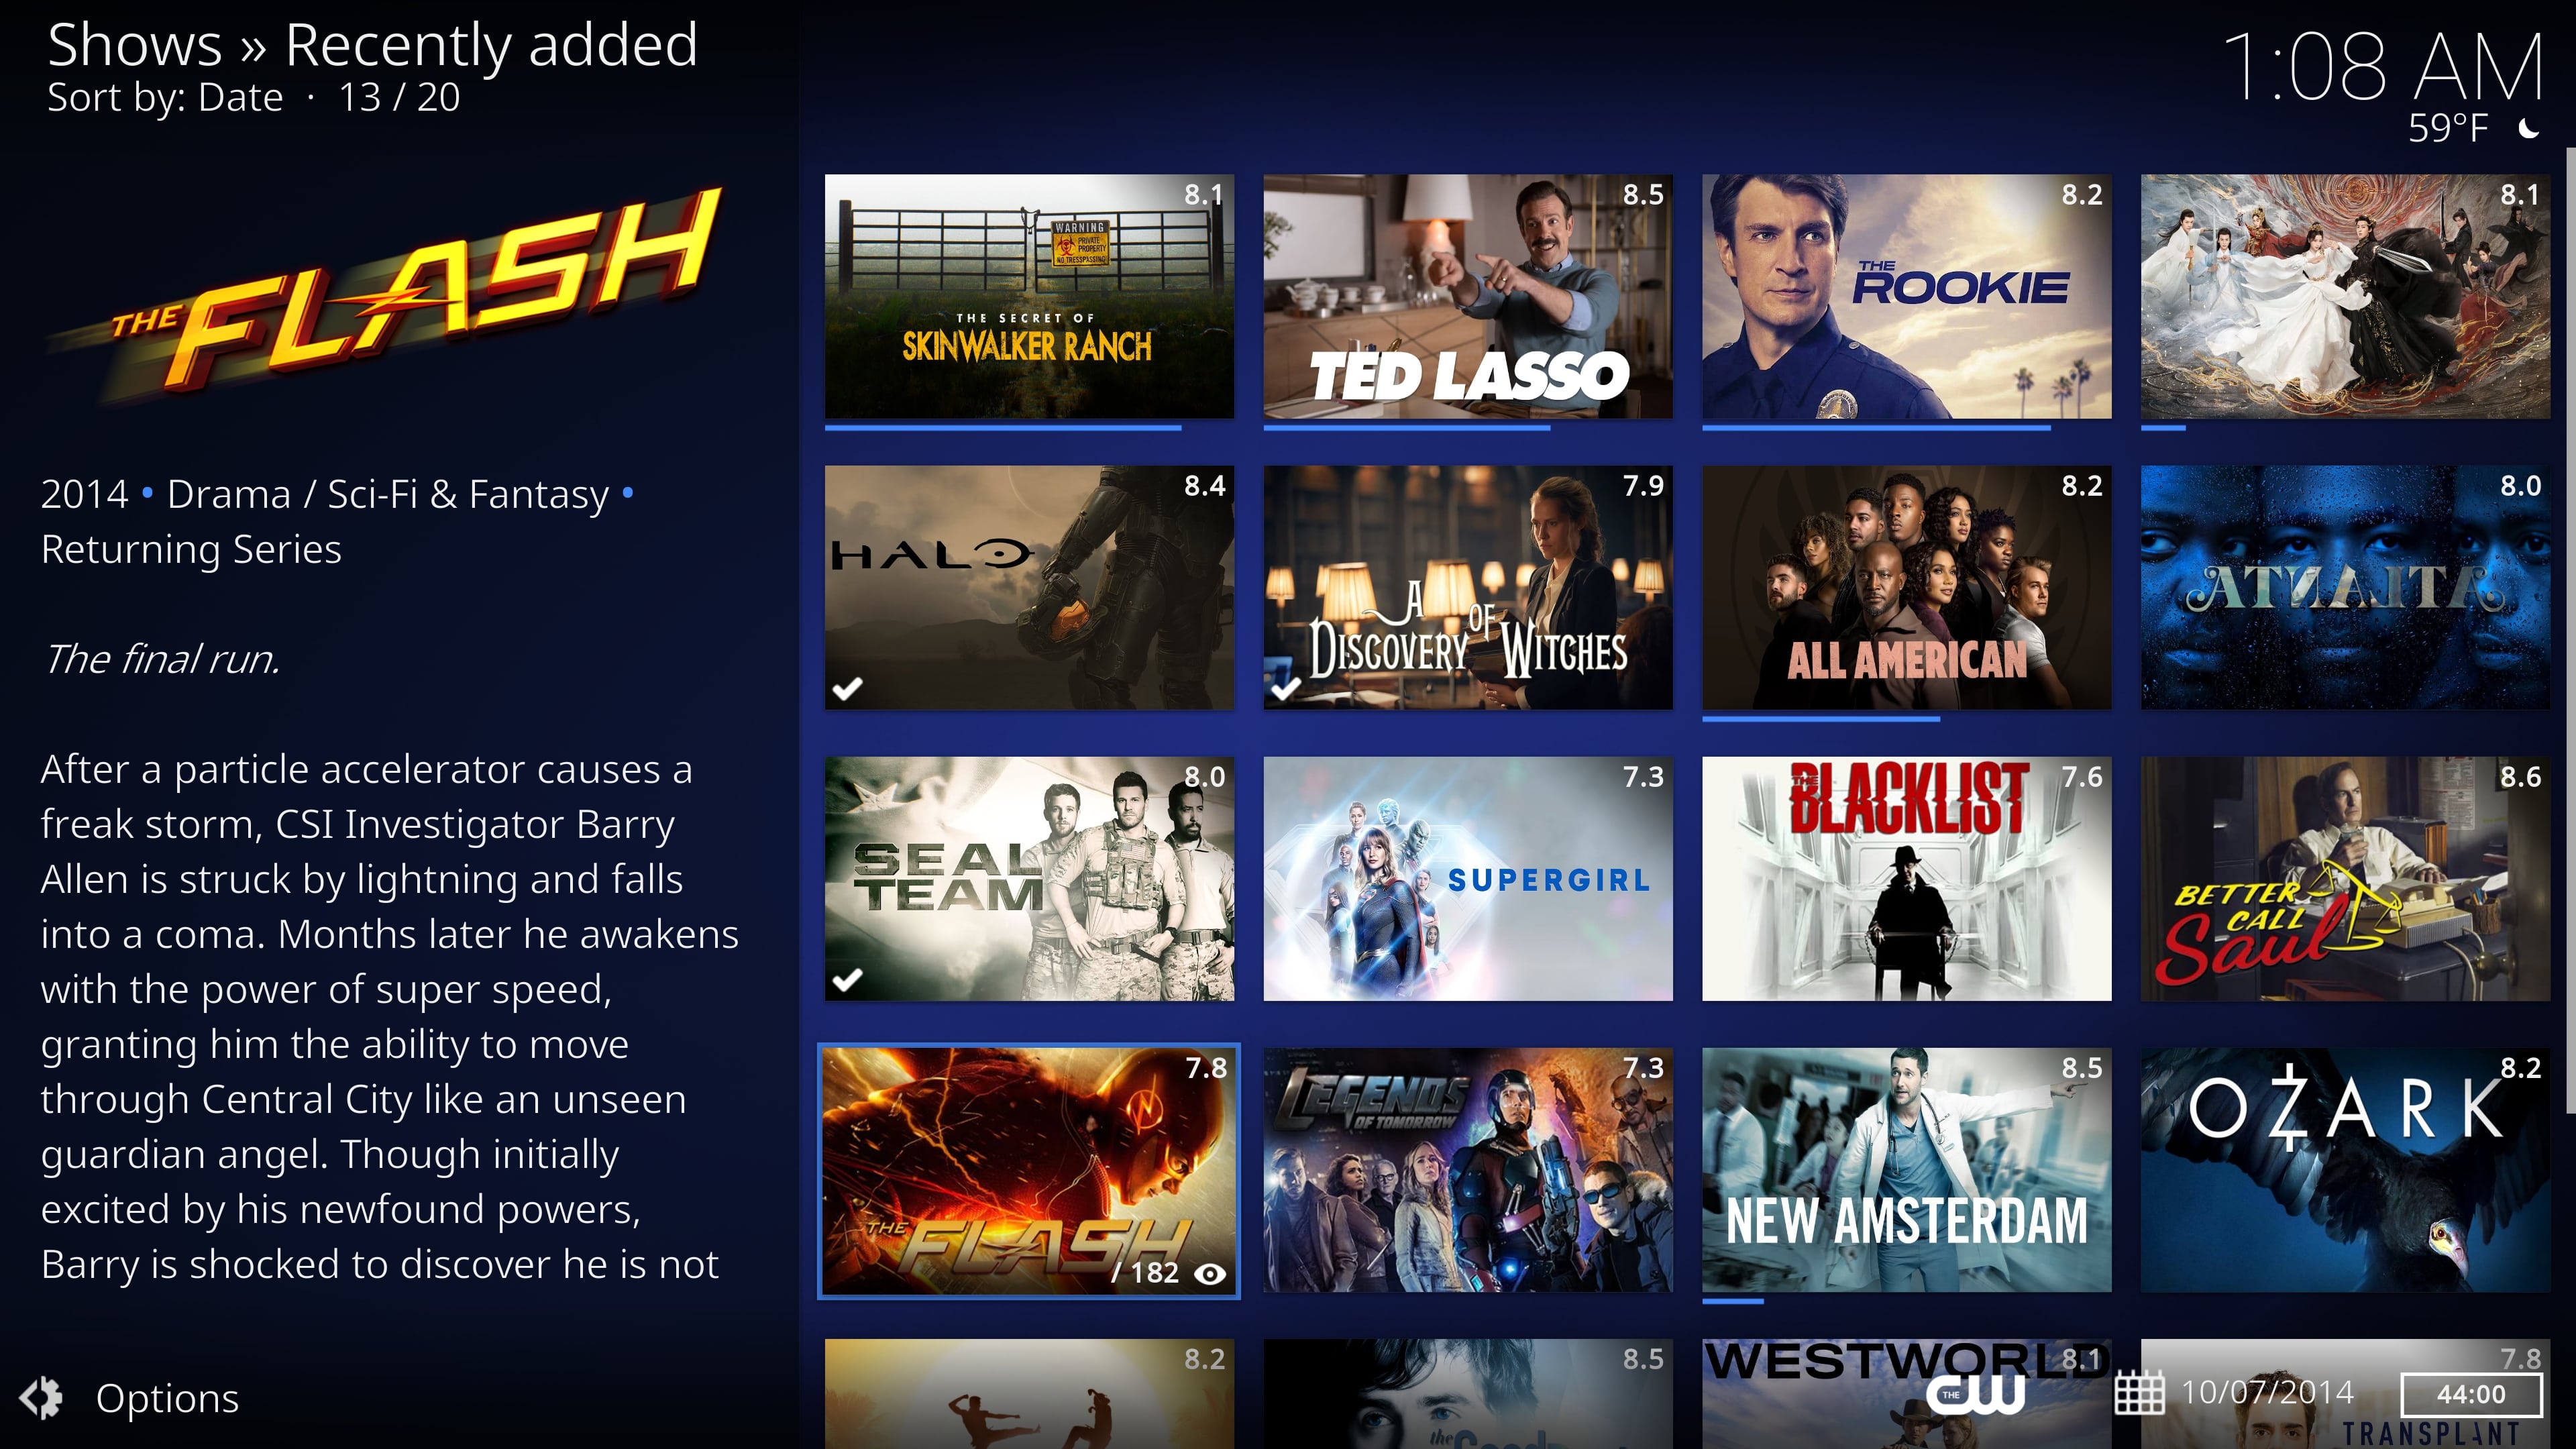 Shows » Recently added
Sort by: Date · 13 / 20
1:08 AM
59°F
THE FLASH
2014 • Drama / Sci-Fi & Fantasy •
Returning Series
The final run.
After a particle accelerator causes a
freak storm, CSI Investigator Barry
Allen is struck by lightning and falls
into a coma. Months later he awakens
with the power of super speed,
granting him the ability to move
through Central City like an unseen
guardian angel. Though initially
excited by his newfound powers,
Barry is shocked to discover he is not
Options
8.1
WARNING
PRIVATE
PROPERTY
NO TRESSPASSING
THE SECRET OF
SKINWALKER RANCH
8.5
TED LASSO
8.2
THE
ROOKIE
8.1
8.4
HALO
7.9
A
DISCOVERY OF WITCHES
8.2
ALL AMERICAN
8.0
ATLANTA
8.0
SEAL
TEAM
7.3
SUPERGIRL
7.6
THE
BLACKLIST
8.6
BETTER
CALL
Saul
7.8
THE FLASH
/ 182
7.3
LEGENDS
OF TOMORROW
8.5
NEW AMSTERDAM
8.2
OZARK
8.2
8.5
the
8.1
WESTWORLD
7.8
TRANSPLANT
THE CW
10/07/2014
44:00